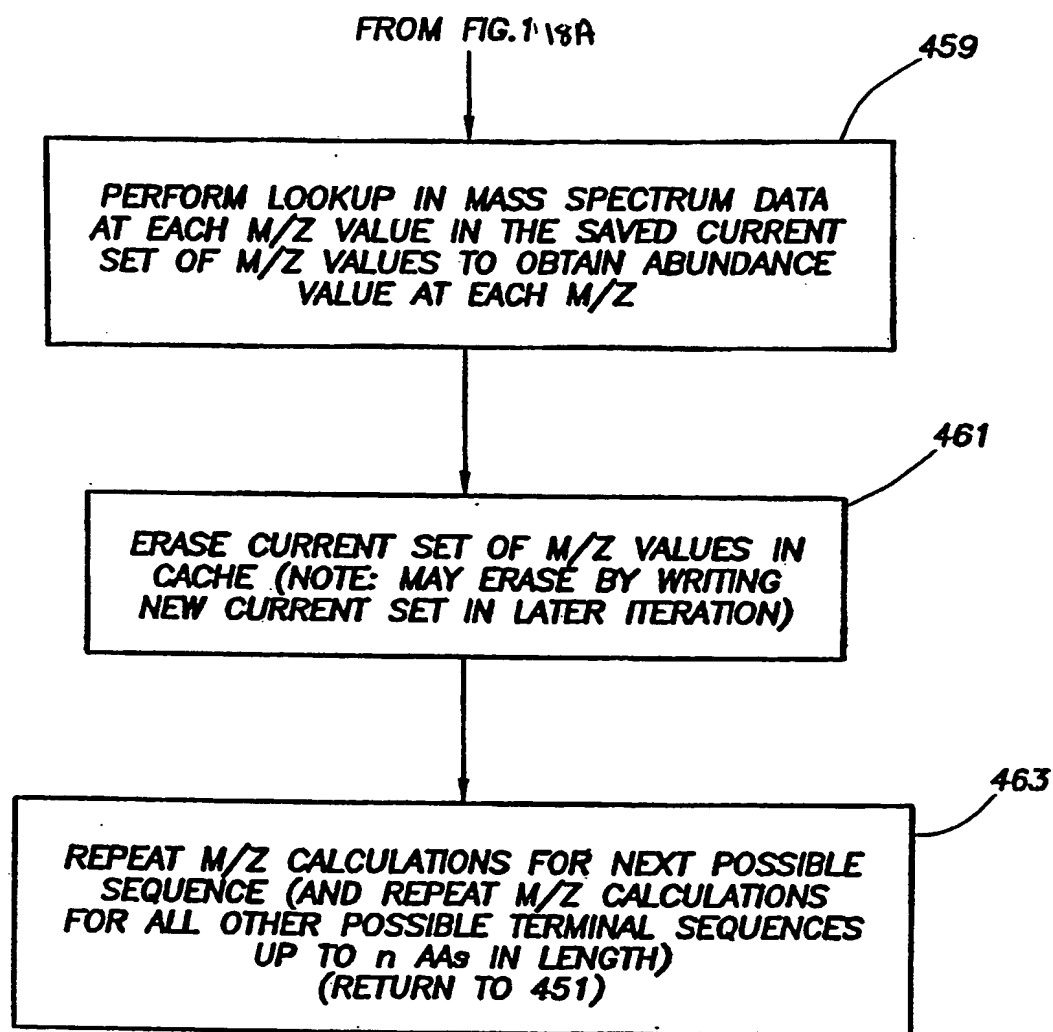 FROM FIG. 18A
459
PERFORM LOOKUP IN MASS SPECTRUM DATA
AT EACH M/Z VALUE IN THE SAVED CURRENT
SET OF M/Z VALUES TO OBTAIN ABUNDANCE
VALUE AT EACH M/Z
461
ERASE CURRENT SET OF M/Z VALUES IN
CACHE (NOTE: MAY ERASE BY WRITING
NEW CURRENT SET IN LATER ITERATION)
463
REPEAT M/Z CALCULATIONS FOR NEXT POSSIBLE
SEQUENCE (AND REPEAT M/Z CALCULATIONS
FOR ALL OTHER POSSIBLE TERMINAL SEQUENCES
UP TO n AAs IN LENGTH)
(RETURN TO 451)